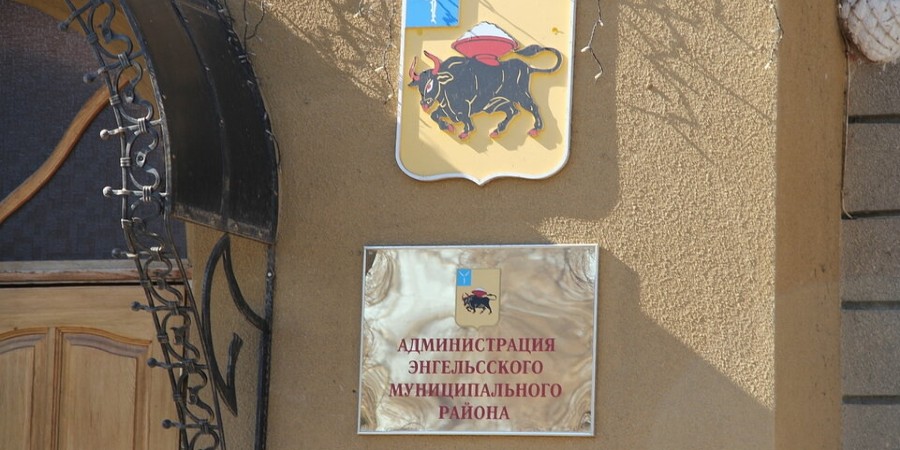 АДМИНИСТРАЦИЯ
ЭНГЕЛЬССКОГО
МУНИЦИПАЛЬНОГО
РАЙОНА